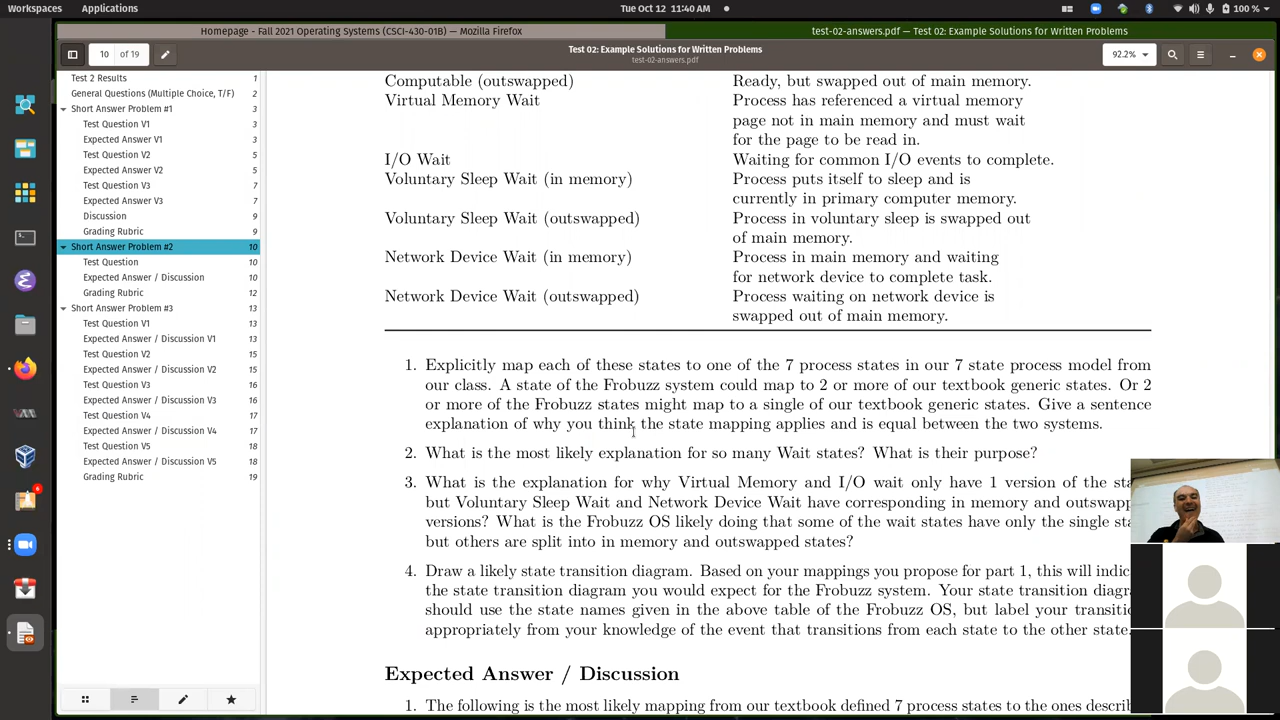 Workspaces Applications Tue Oct 12 11:40 AM 100 %
Homepage - Fall 2021 Operating Systems (CSCI-430-01B) — Mozilla Firefox
test-02-answers.pdf — Test 02: Example Solutions for Written Problems
10 of 19
Test 02: Example Solutions for Written Problems
test-02-answers.pdf
92.2%
Test 2 Results 1
General Questions (Multiple Choice, T/F) 2
Short Answer Problem #1 3
Test Question V1 3
Expected Answer V1 3
Test Question V2 5
Expected Answer V2 5
Test Question V3 7
Expected Answer V3 7
Discussion 9
Grading Rubric 9
Short Answer Problem #2 10
Test Question 10
Expected Answer / Discussion 10
Grading Rubric 12
Short Answer Problem #3 13
Test Question V1 13
Expected Answer / Discussion V1 13
Test Question V2 15
Expected Answer / Discussion V2 15
Test Question V3 16
Expected Answer / Discussion V3 16
Test Question V4 17
Expected Answer / Discussion V4 17
Test Question V5 18
Expected Answer / Discussion V5 18
Grading Rubric 19
Computable (outswapped) Ready, but swapped out of main memory.
Virtual Memory Wait Process has referenced a virtual memory
page not in main memory and must wait
for the page to be read in.
I/O Wait Waiting for common I/O events to complete.
Voluntary Sleep Wait (in memory) Process puts itself to sleep and is
currently in primary computer memory.
Voluntary Sleep Wait (outswapped) Process in voluntary sleep is swapped out
of main memory.
Network Device Wait (in memory) Process in main memory and waiting
for network device to complete task.
Network Device Wait (outswapped) Process waiting on network device is
swapped out of main memory.
1. Explicitly map each of these states to one of the 7 process states in our 7 state process model from
our class. A state of the Frobuzz system could map to 2 or more of our textbook generic states. Or 2
or more of the Frobuzz states might map to a single of our textbook generic states. Give a sentence
explanation of why you think the state mapping applies and is equal between the two systems.
2. What is the most likely explanation for so many Wait states? What is their purpose?
3. What is the explanation for why Virtual Memory and I/O wait only have 1 version of the sta
but Voluntary Sleep Wait and Network Device Wait have corresponding in memory and outswapp
versions? What is the Frobuzz OS likely doing that some of the wait states have only the single sta
but others are split into in memory and outswapped states?
4. Draw a likely state transition diagram. Based on your mappings you propose for part 1, this will indic
the state transition diagram you would expect for the Frobuzz system. Your state transition diagra
should use the state names given in the above table of the Frobuzz OS, but label your transitio
appropriately from your knowledge of the event that transitions from each state to the other state.
Expected Answer / Discussion
1. The following is the most likely mapping from our textbook defined 7 process states to the ones describ